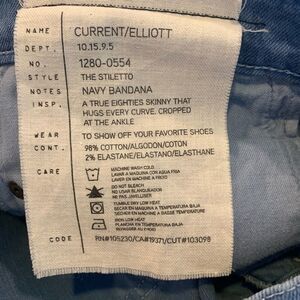 NAME CURRENT/ELLIOTT
DEPT. 10.15.9.5
NO. 1280-0554
STYLE THE STILETTO
NOTES NAVY BANDANA
INSP. A TRUE EIGHTIES SKINNY THAT
HUGS EVERY CURVE. CROPPED
AT THE ANKLE
WEAR TO SHOW OFF YOUR FAVORITE SHOES
CONT. 98% COTTON/ALGODON/COTON
2% ELASTANE/ELASTANO/ELASTHANE
CARE MACHINE WASH COLD
LAVAR A MAQUINA CON AGUA FRIA
LAVER EN MACHINE A FROID
DO NOT BLEACH
NO USAR BLANQUEADOR
NE PAS JAVELLISER
TUMBLE DRY LOW HEAT
SECAR EN MAQUINA A TEMPERATURA BAJA
SECHER EN MACHINE A BASSE TEMPERATURE
IRON LOW HEAT
PLANCHA A TEMPERATURA BAJA
REPASSER AU FROID
CODE RN#105230/CA#19371/CUT#103098